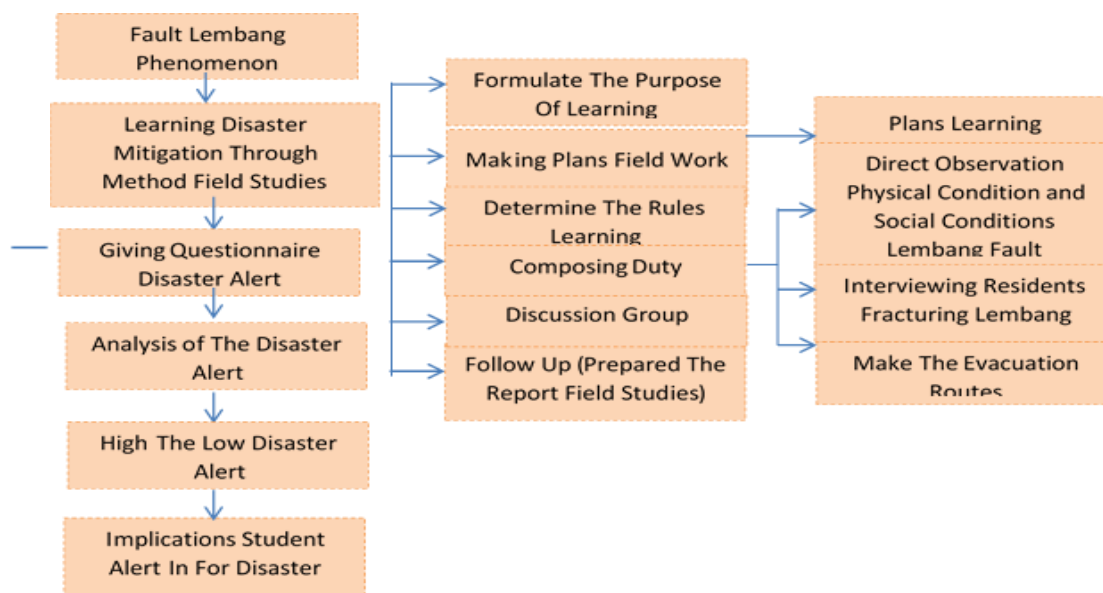 Fault Lembang
Phenomenon
Learning Disaster
Mitigation Through
Method Field Studies
Giving Questionnaire
Disaster Alert
Analysis of The Disaster
Alert
High The Low Disaster
Alert
Implications Student
Alert In For Disaster
Formulate The Purpose
Of Learning
Making Plans Field Work
Determine The Rules
Learning
Composing Duty
Discussion Group
Follow Up (Prepared The
Report Field Studies)
Plans Learning
Direct Observation
Physical Condition and
Social Conditions
Lembang Fault
Interviewing Residents
Fracturing Lembang
Make The Evacuation
Routes